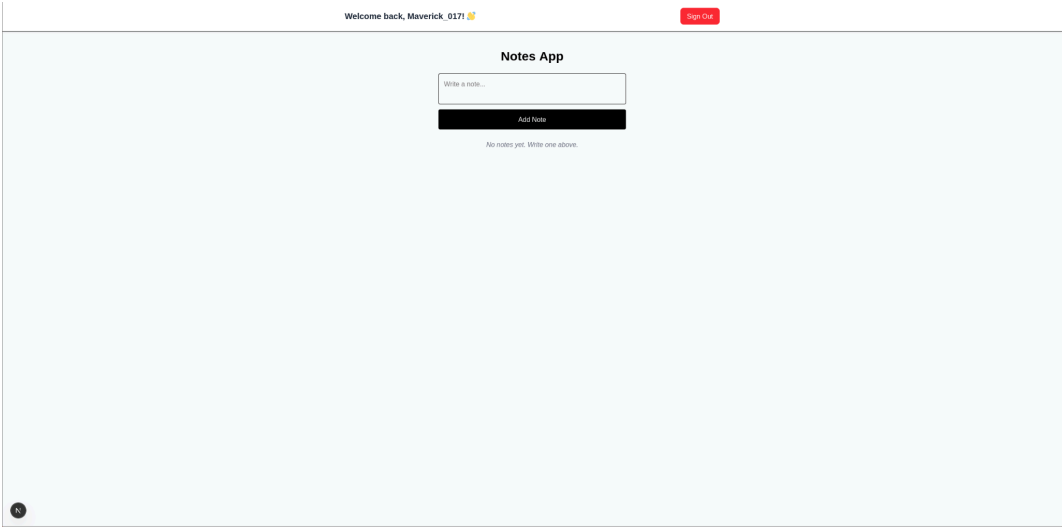 Welcome back, Maverick_017! 👋
Sign Out
Notes App
Write a note...
Add Note
No notes yet. Write one above.
N